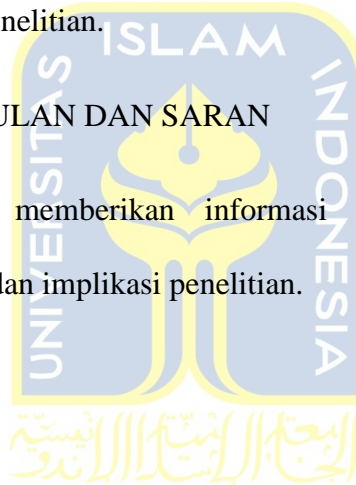 nelitian.
ISLAM
UNIVERSITAS
INDONESIA
ULAN DAN SARAN
memberikan informasi
dan implikasi penelitian.